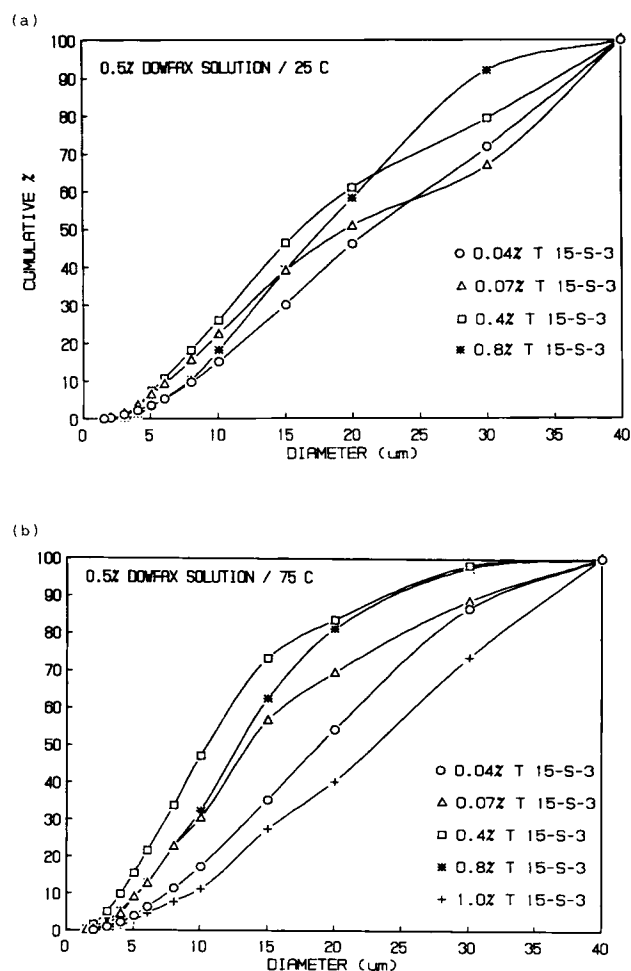 (a)
100
90
80
70
60
50
40
30
20
10
0
CUMULATIVE %
0.5% DOWFAX SOLUTION / 25 C
○ 0.04% T 15-S-3
△ 0.07% T 15-S-3
□ 0.4% T 15-S-3
✱ 0.8% T 15-S-3
0 5 10 15 20 25 30 35 40
DIAMETER (um)
(b)
100
90
80
70
60
50
40
30
20
10
0
0.5% DOWFAX SOLUTION / 75 C
○ 0.04% T 15-S-3
△ 0.07% T 15-S-3
□ 0.4% T 15-S-3
✱ 0.8% T 15-S-3
+ 1.0% T 15-S-3
0 5 10 15 20 25 30 35 40
DIAMETER (um)